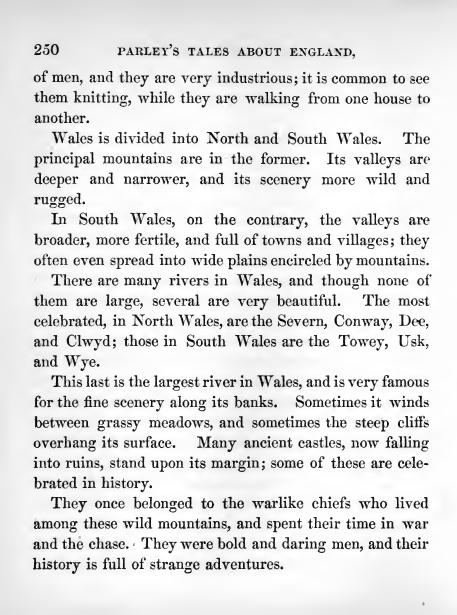 250 PARLEY'S TALES ABOUT ENGLAND,
of men, and they are very industrious; it is common to see
them knitting, while they are walking from one house to
another.
Wales is divided into North and South Wales. The
principal mountains are in the former. Its valleys are
deeper and narrower, and its scenery more wild and
rugged.
In South Wales, on the contrary, the valleys are
broader, more fertile, and full of towns and villages; they
often even spread into wide plains encircled by mountains.
There are many rivers in Wales, and though none of
them are large, several are very beautiful. The most
celebrated, in North Wales, are the Severn, Conway, Dee,
and Clwyd; those in South Wales are the Towey, Usk,
and Wye.
This last is the largest river in Wales, and is very famous
for the fine scenery along its banks. Sometimes it winds
between grassy meadows, and sometimes the steep cliffs
overhang its surface. Many ancient castles, now falling
into ruins, stand upon its margin; some of these are cele-
brated in history.
They once belonged to the warlike chiefs who lived
among these wild mountains, and spent their time in war
and the chase. They were bold and daring men, and their
history is full of strange adventures.